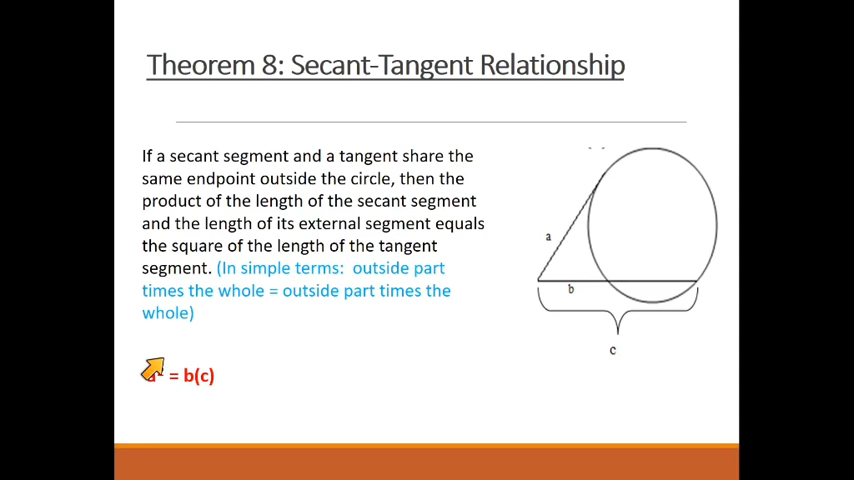 Theorem 8: Secant-Tangent Relationship
If a secant segment and a tangent share the
same endpoint outside the circle, then the
product of the length of the secant segment
and the length of its external segment equals
the square of the length of the tangent
segment. (In simple terms: outside part
times the whole = outside part times the
whole)
= b(c)
a
b
c